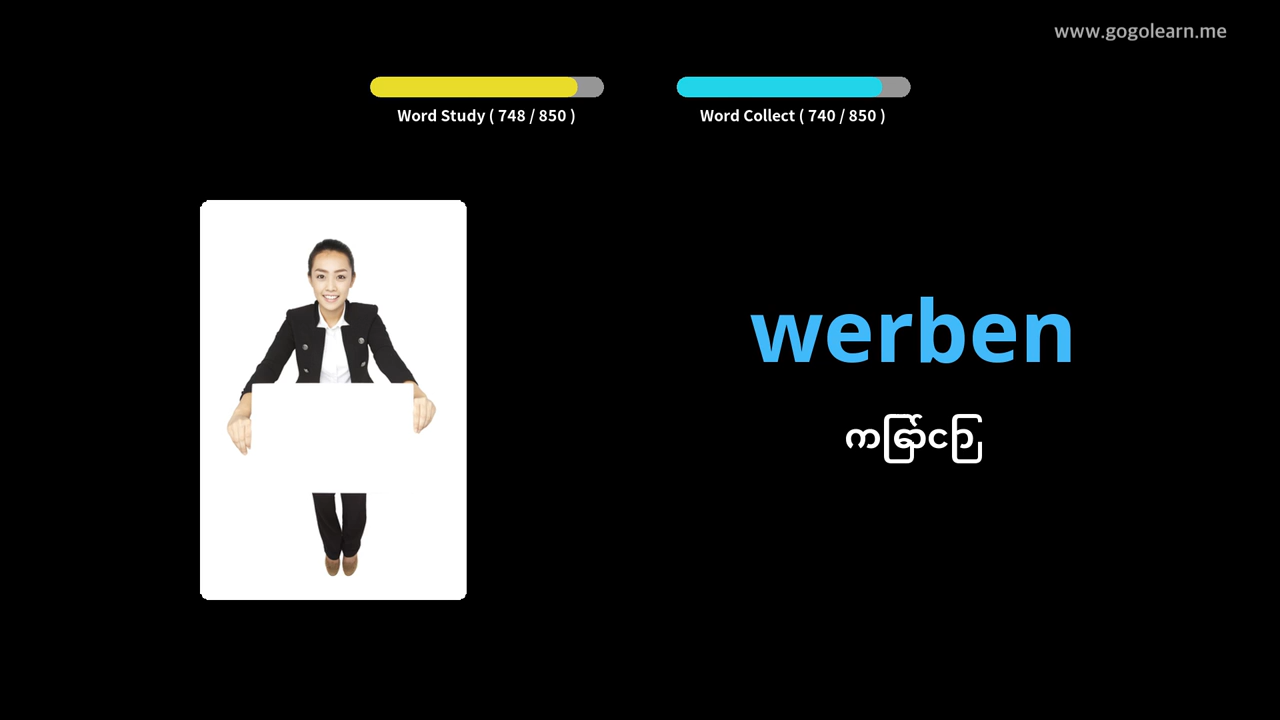 www.gogolearn.me
Word Study ( 748 / 850 )
Word Collect ( 740 / 850 )
werben
ကြော်ငြာ